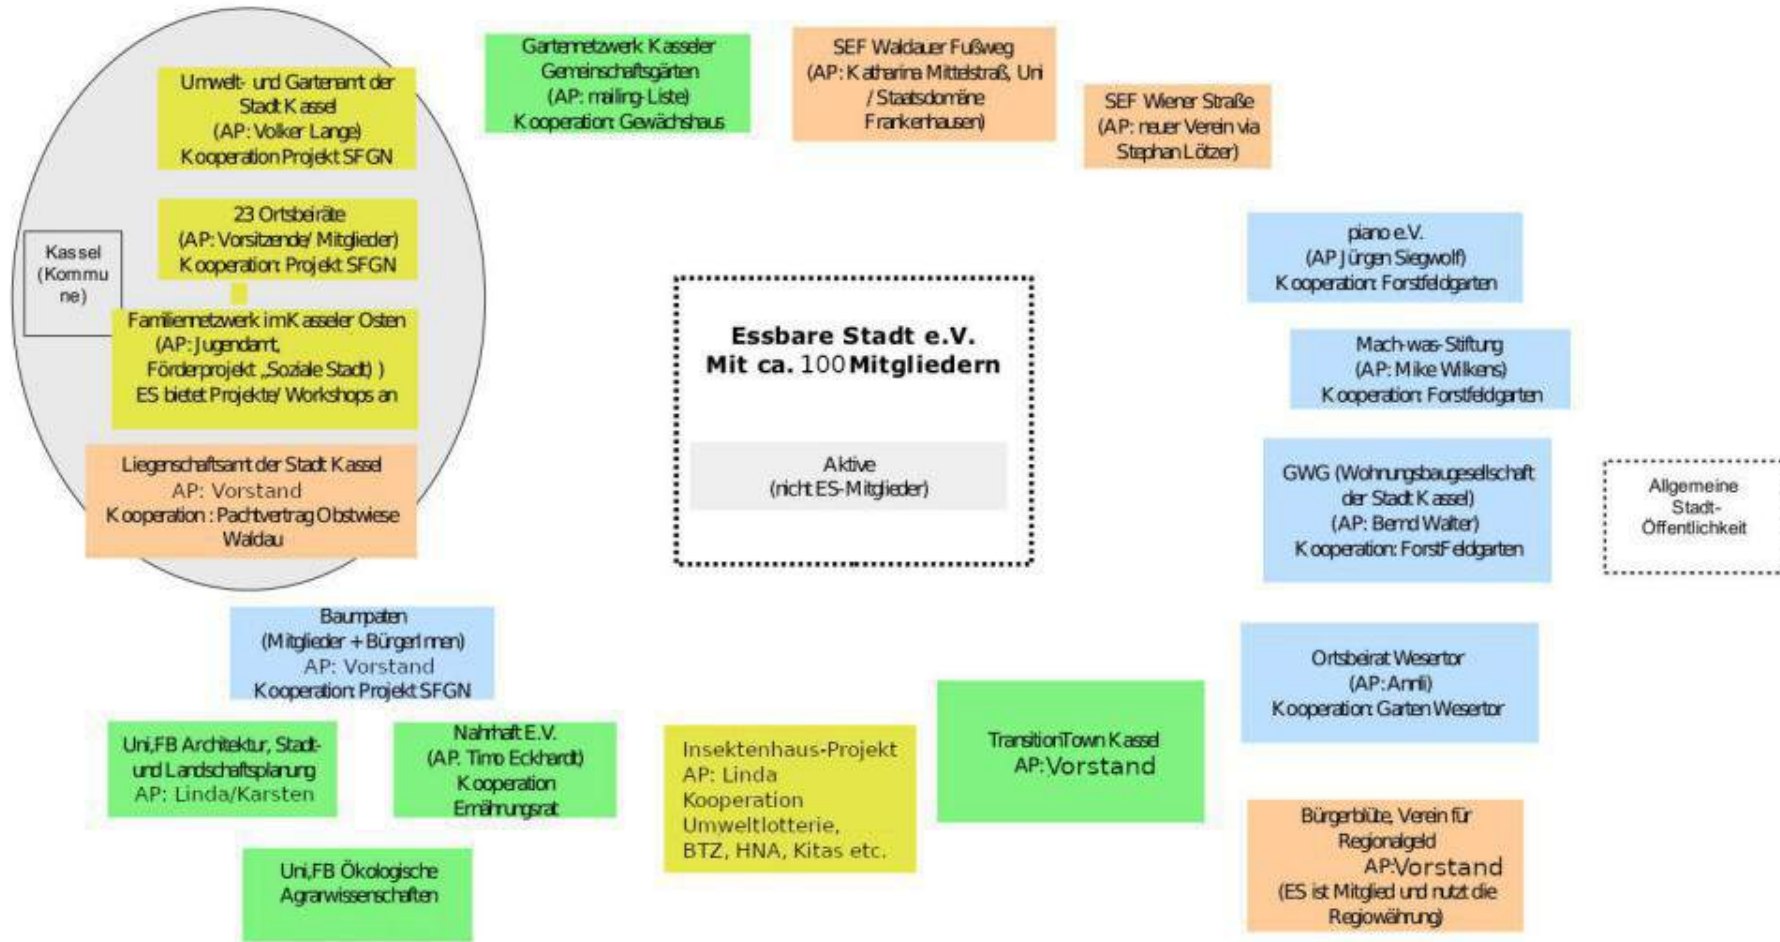 Umwelt- und Gartenamt der
Stadt Kassel
(AP: Volker Lange)
Kooperation Projekt SFGN
23 Ortsbeiräte
(AP: Vorsitzende/ Mitglieder)
Kooperation: Projekt SFGN
Kassel
(Kommu
ne)
Familiennetzwerk im Kasseler Osten
(AP: Jugendamt,
Förderprojekt „Soziale Stadt) )
ES bietet Projekte/ Workshops an
Liegenschaftsamt der Stadt Kassel
AP: Vorstand
Kooperation : Pachtvertrag Obstwiese
Waldau
Gartennetzwerk Kasseler
Gemeinschaftsgärten
(AP: mailing-Liste)
Kooperation: Gewächshaus
SEF Waldauer Fußweg
(AP: Katharina Mittelstraß, Uni
/ Staatsdomäne
Frankenhausen)
SEF Wiener Straße
(AP: neuer Verein via
Stephan Lötzer)
piano e.V.
(AP Jürgen Siegwolf)
Kooperation: Forstfeldgarten
Mach-was-Stiftung
(AP: Mike Wilkens)
Kooperation: Forstfeldgarten
Essbare Stadt e.V.
Mit ca. 100 Mitgliedern
Aktive
(nicht ES-Mitglieder)
GWG (Wohnungsbaugesellschaft
der Stadt Kassel)
(AP: Bernd Walter)
Kooperation: ForstFeldgarten
Allgemeine
Stadt-
Öffentlichkeit
Baumpaten
(Mitglieder + BürgerInnen)
AP: Vorstand
Kooperation: Projekt SFGN
Ortsbeirat Wesertor
(AP: Annli)
Kooperation: Garten Wesertor
Uni,FB Architektur, Stadt-
und Landschaftsplanung
AP: Linda/Karsten
Nahrhaft E.V.
(AP. Timo Eckhardt)
Kooperation
Ernährungsrat
Insektenhaus-Projekt
AP: Linda
Kooperation
Umweltlotterie,
BTZ, HNA, Kitas etc.
TransitionTown Kassel
AP:Vorstand
Bürgerblüte, Verein für
Regionalgeld
AP:Vorstand
(ES ist Mitglied und nutzt die
Regiowährung)
Uni,FB Ökologische
Agrarwissenschaften